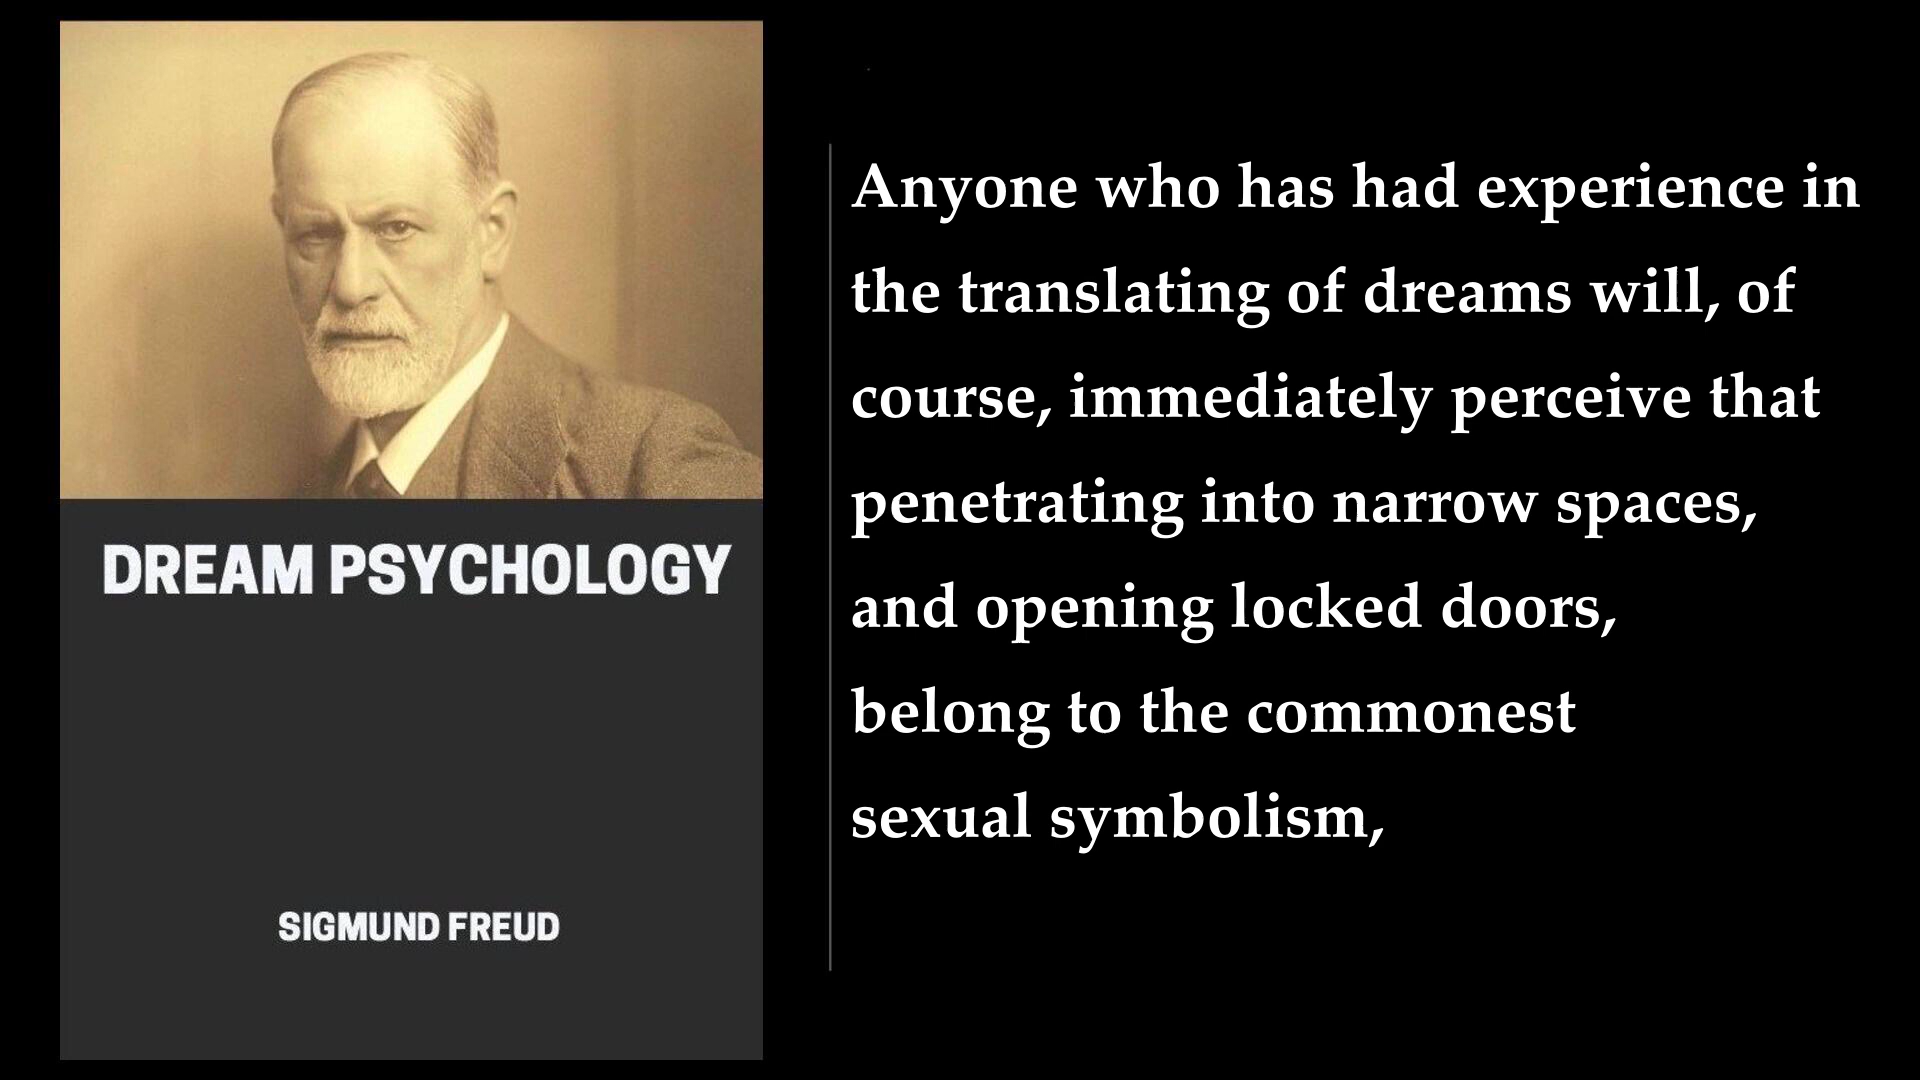 DREAM PSYCHOLOGY
SIGMUND FREUD
Anyone who has had experience in
the translating of dreams will, of
course, immediately perceive that
penetrating into narrow spaces,
and opening locked doors,
belong to the commonest
sexual symbolism,